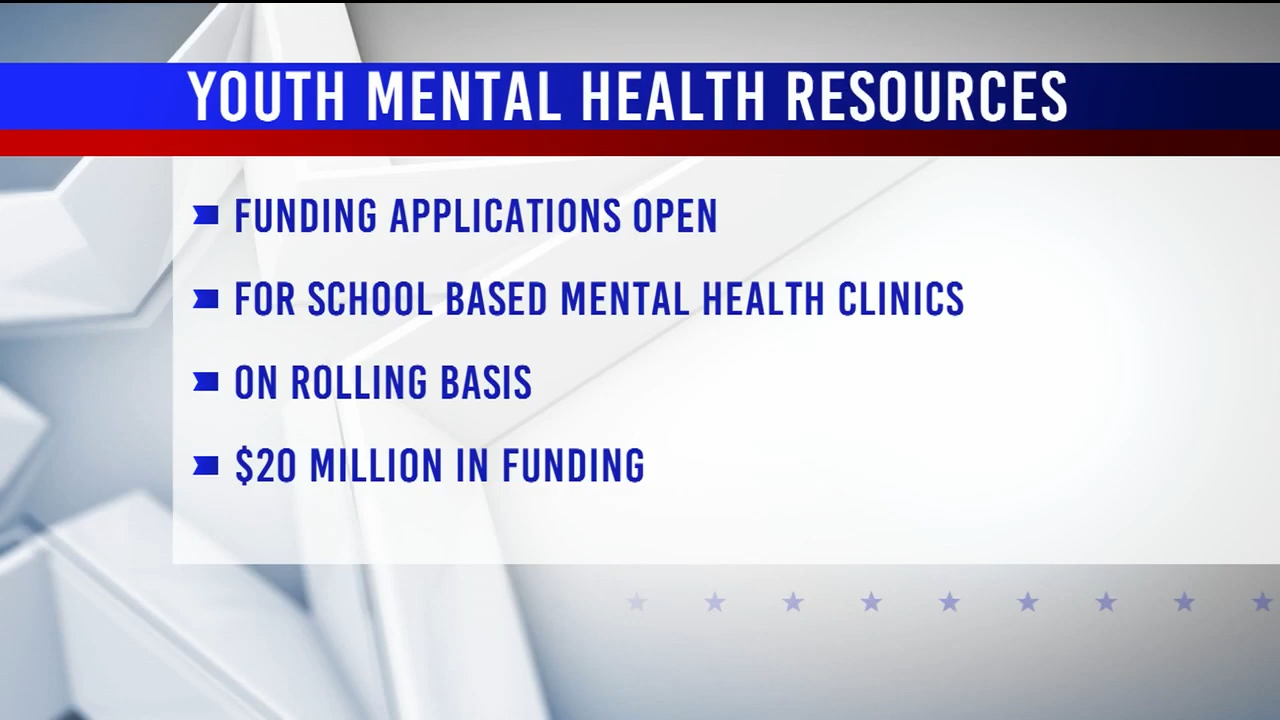 YOUTH MENTAL HEALTH RESOURCES
FUNDING APPLICATIONS OPEN
FOR SCHOOL BASED MENTAL HEALTH CLINICS
ON ROLLING BASIS
$20 MILLION IN FUNDING